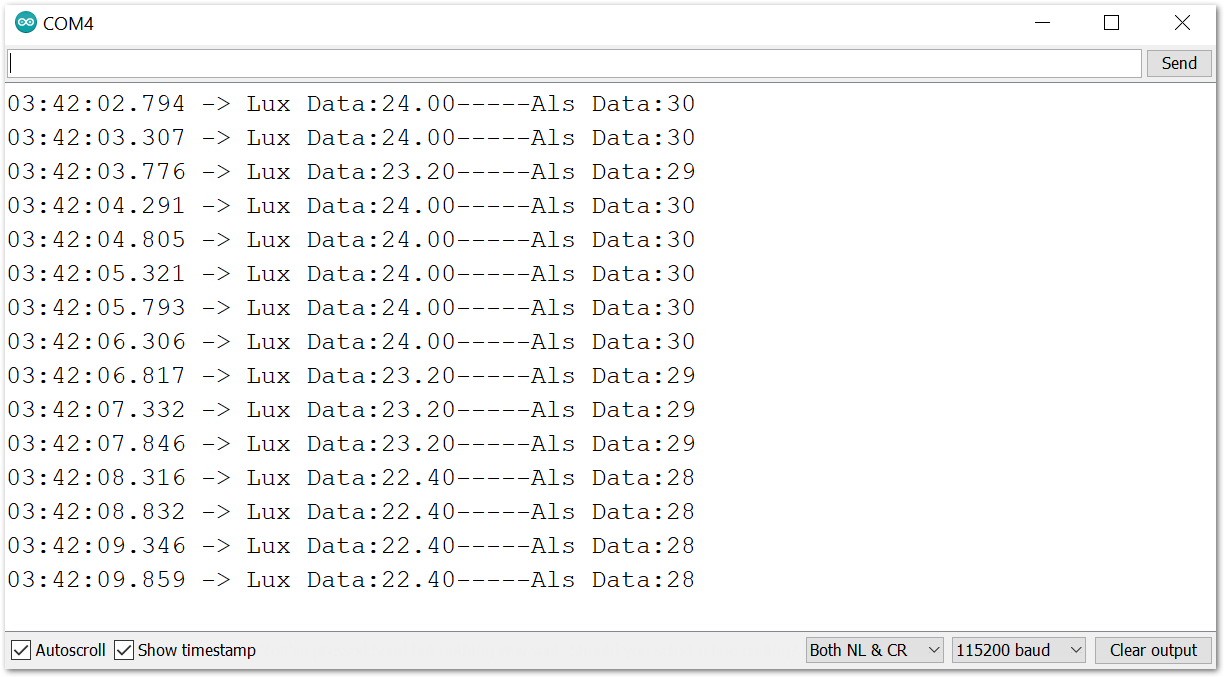 COM4
Send
03:42:02.794 -> Lux Data:24.00-----Als Data:30
03:42:03.307 -> Lux Data:24.00-----Als Data:30
03:42:03.776 -> Lux Data:23.20-----Als Data:29
03:42:04.291 -> Lux Data:24.00-----Als Data:30
03:42:04.805 -> Lux Data:24.00-----Als Data:30
03:42:05.321 -> Lux Data:24.00-----Als Data:30
03:42:05.793 -> Lux Data:24.00-----Als Data:30
03:42:06.306 -> Lux Data:24.00-----Als Data:30
03:42:06.817 -> Lux Data:23.20-----Als Data:29
03:42:07.332 -> Lux Data:23.20-----Als Data:29
03:42:07.846 -> Lux Data:23.20-----Als Data:29
03:42:08.316 -> Lux Data:22.40-----Als Data:28
03:42:08.832 -> Lux Data:22.40-----Als Data:28
03:42:09.346 -> Lux Data:22.40-----Als Data:28
03:42:09.859 -> Lux Data:22.40-----Als Data:28
Autoscroll Show timestamp Both NL & CR 115200 baud Clear output